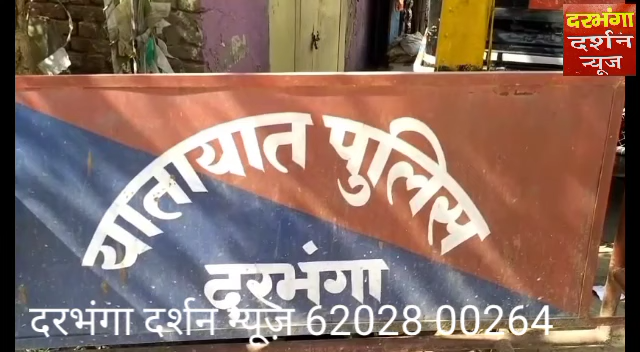 दरभंगा
दर्शन
न्यूज
यातायात पुलिस
दरभंगा
दरभंगा दर्शन न्यूज़ 62028 00264